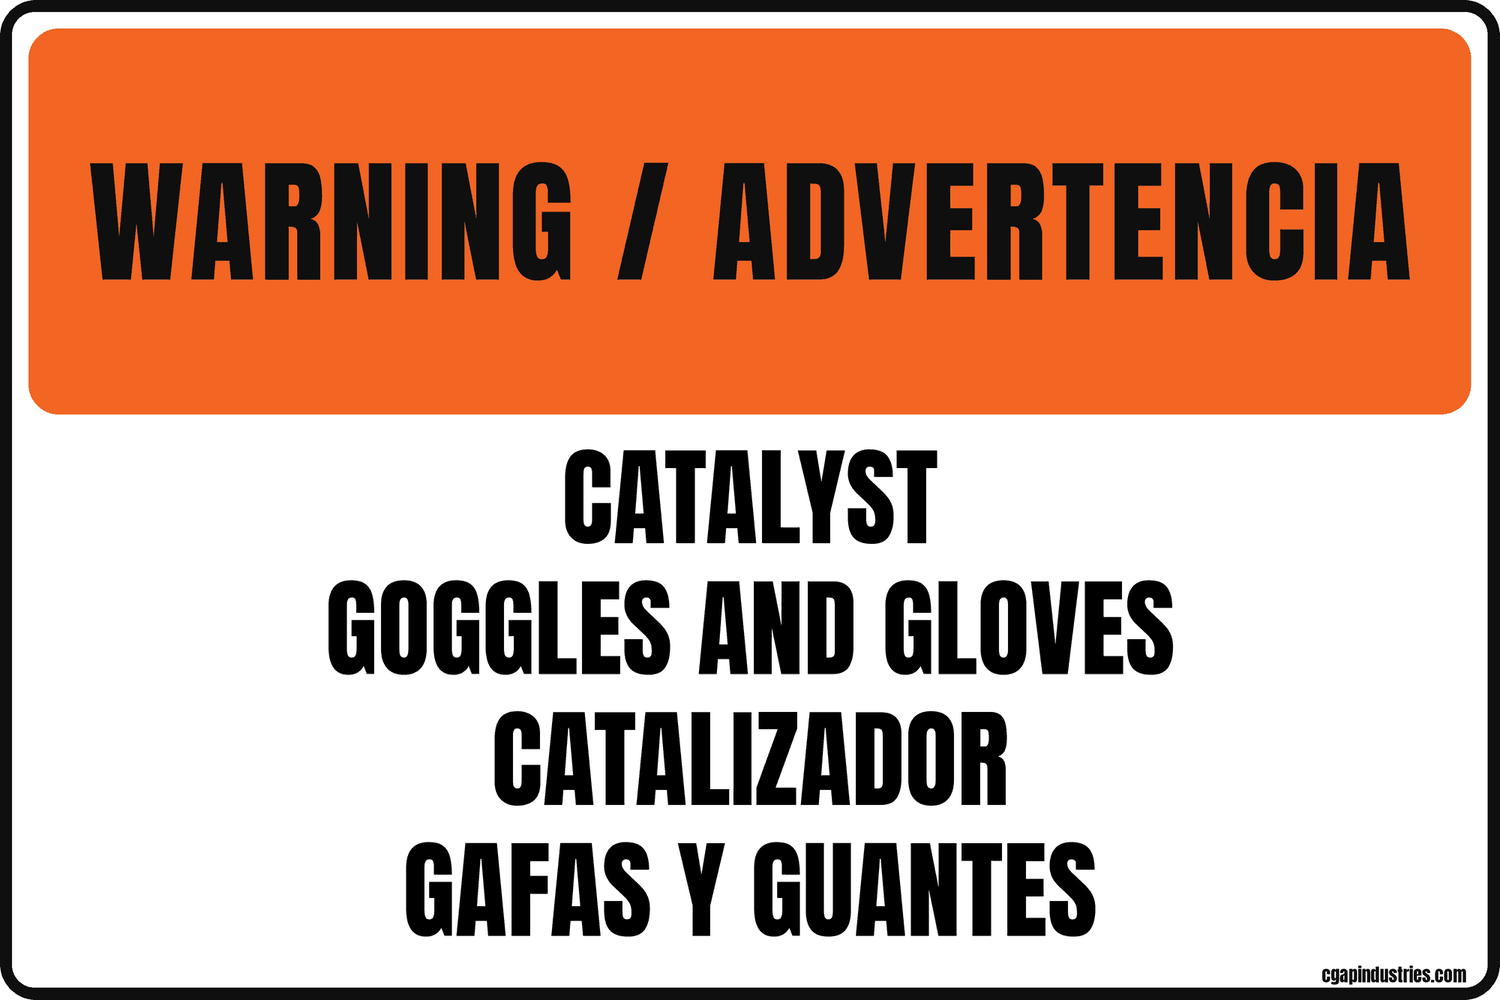 WARNING / ADVERTENCIA
CATALYST
GOGGLES AND GLOVES
CATALIZADOR
GAFAS Y GUANTES
cgapindustries.com